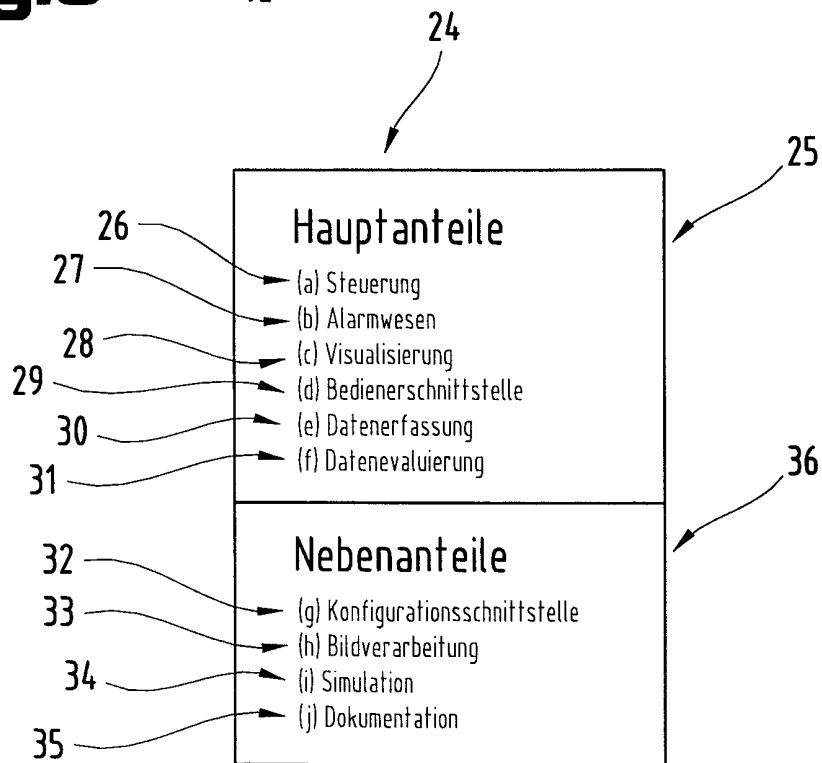 24
25
Hauptanteile
26 (a) Steuerung
27 (b) Alarmwesen
28 (c) Visualisierung
29 (d) Bedienerschnittstelle
30 (e) Datenerfassung
31 (f) Datenevaluierung
36
Nebenanteile
32 (g) Konfigurationsschnittstelle
33 (h) Bildverarbeitung
34 (i) Simulation
35 (j) Dokumentation